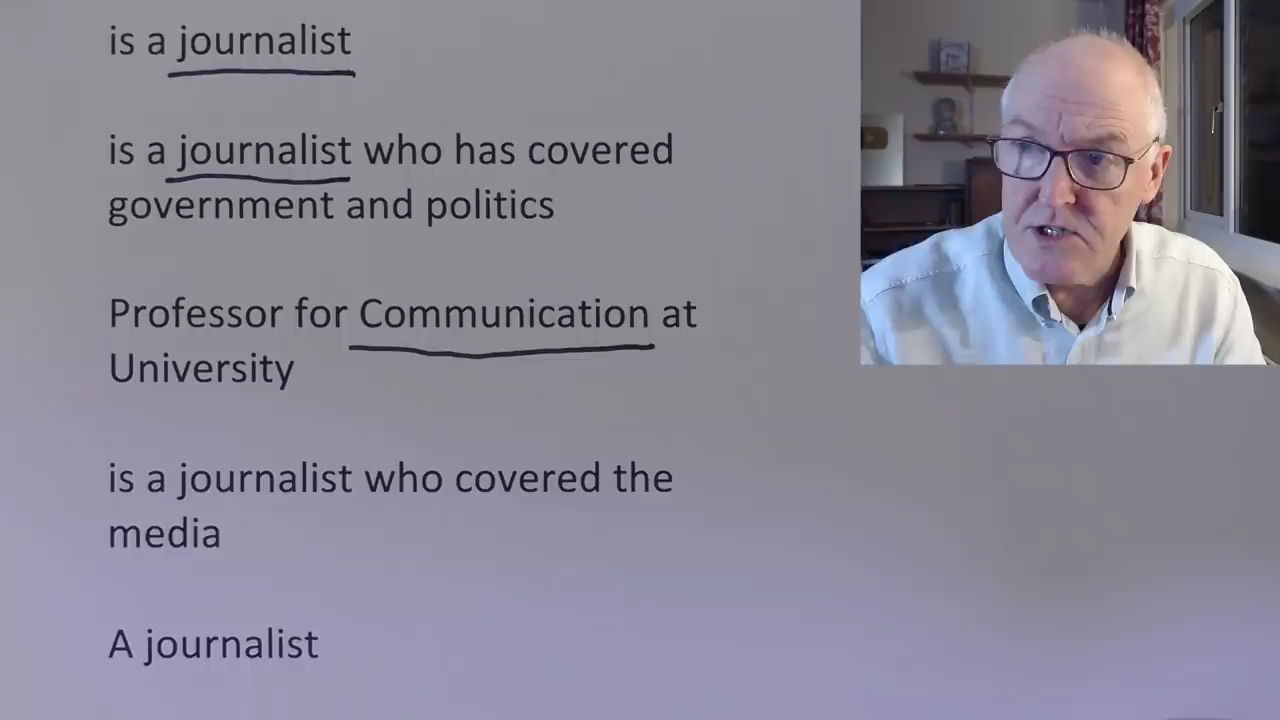 is a journalist
is a journalist who has covered
government and politics
Professor for Communication at
University
is a journalist who covered the
media
A journalist